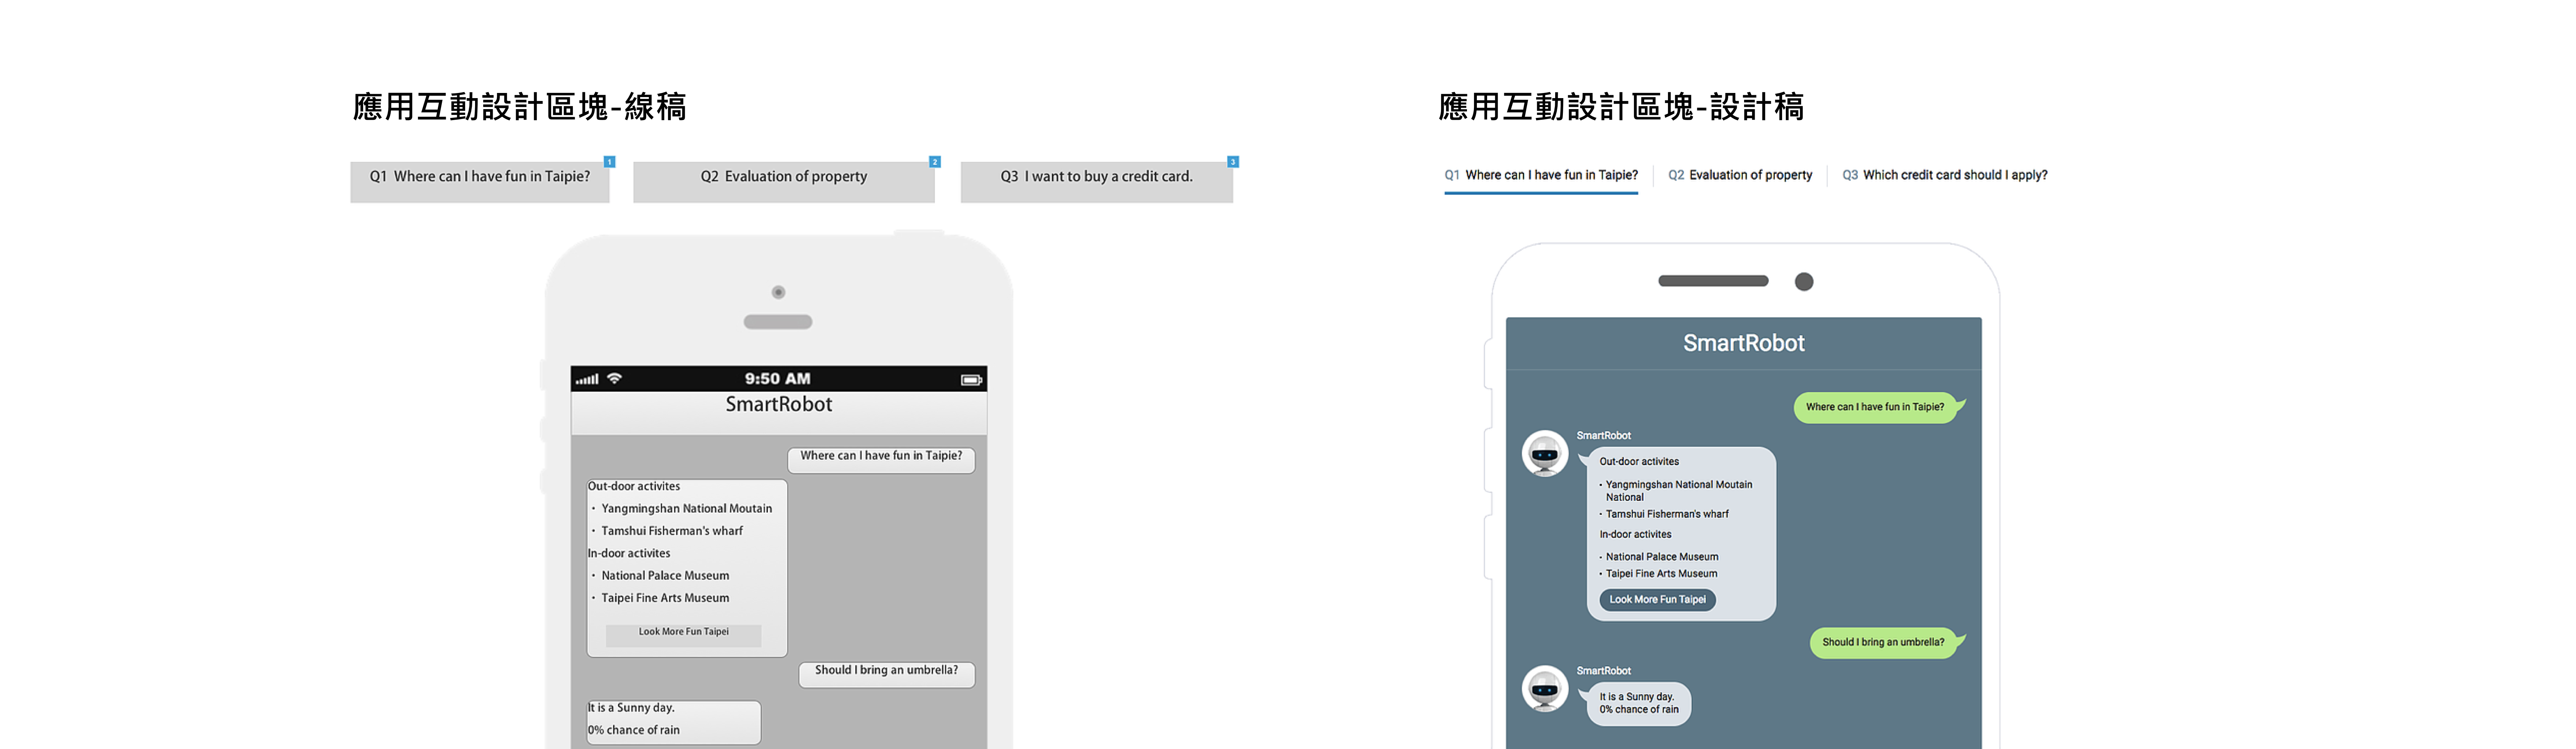 應用互動設計區塊-線稿
Q1 Where can I have fun in Taipie?
1
Q2 Evaluation of property
2
Q3 I want to buy a credit card.
3
9:50 AM
SmartRobot
Where can I have fun in Taipie?
Out-door activites
· Yangmingshan National Moutain
· Tamshui Fisherman's wharf
In-door activites
· National Palace Museum
· Taipei Fine Arts Museum
Look More Fun Taipei
Should I bring an umbrella?
It is a Sunny day.
0% chance of rain
應用互動設計區塊-設計稿
Q1 Where can I have fun in Taipie?
Q2 Evaluation of property
Q3 Which credit card should I apply?
SmartRobot
Where can I have fun in Taipie?
SmartRobot
Out-door activites
· Yangmingshan National Moutain
National
· Tamshui Fisherman's wharf
In-door activites
· National Palace Museum
· Taipei Fine Arts Museum
Look More Fun Taipei
Should I bring an umbrella?
SmartRobot
It is a Sunny day.
0% chance of rain